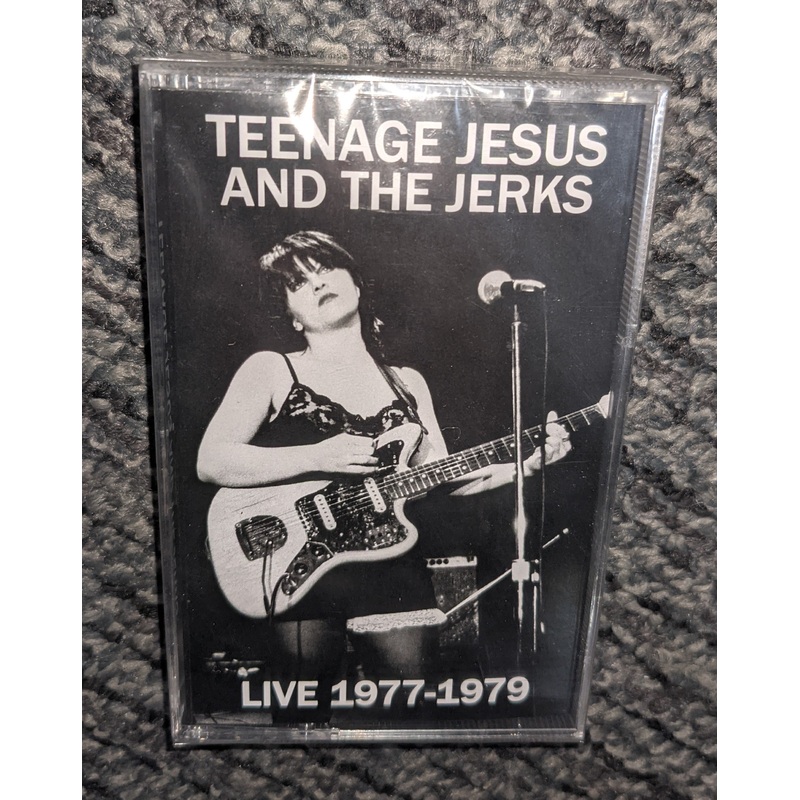 TEENAGE JESUS
AND THE JERKS
LIVE 1977-1979